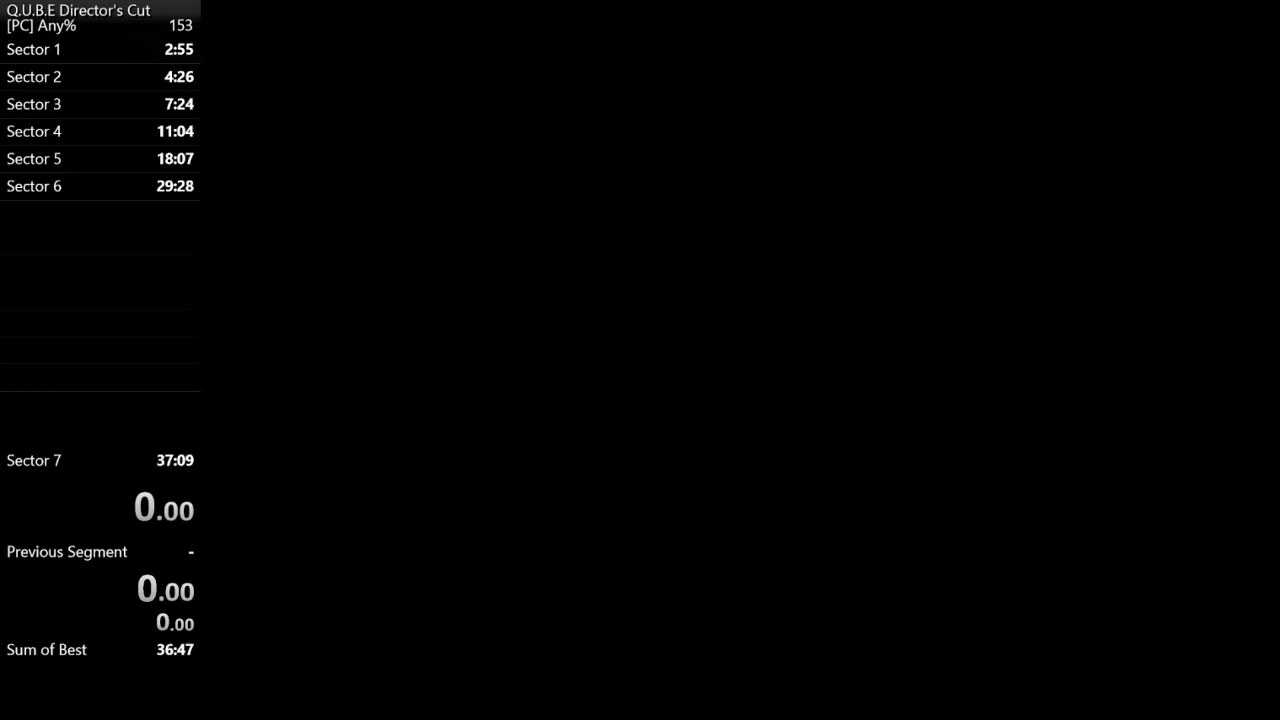 Q.U.B.E Director's Cut
[PC] Any% 153
Sector 1 2:55
Sector 2 4:26
Sector 3 7:24
Sector 4 11:04
Sector 5 18:07
Sector 6 29:28
Sector 7 37:09
0.00
Previous Segment -
0.00
0.00
Sum of Best 36:47